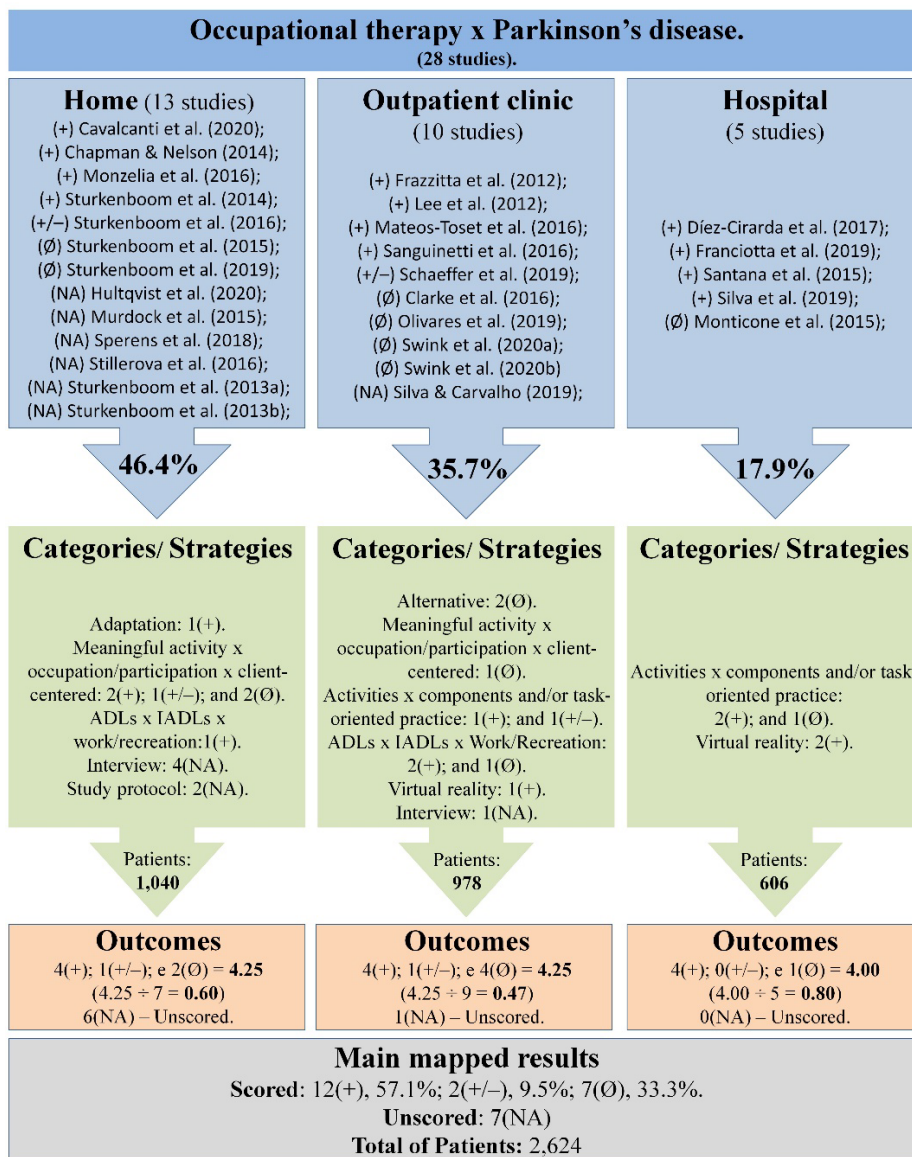 Occupational therapy x Parkinson's disease.
(28 studies).
Home (13 studies)
(+) Cavalcanti et al. (2020);
(+) Chapman & Nelson (2014);
(+) Monzelia et al. (2016);
(+) Sturkenboom et al. (2014);
(+/–) Sturkenboom et al. (2016);
(Ø) Sturkenboom et al. (2015);
(Ø) Sturkenboom et al. (2019);
(NA) Hultqvist et al. (2020);
(NA) Murdock et al. (2015);
(NA) Sperens et al. (2018);
(NA) Stillerova et al. (2016);
(NA) Sturkenboom et al. (2013a);
(NA) Sturkenboom et al. (2013b);
46.4%
Outpatient clinic
(10 studies)
(+) Frazzitta et al. (2012);
(+) Lee et al. (2012);
(+) Mateos-Toset et al. (2016);
(+) Sanguinetti et al. (2016);
(+/–) Schaeffer et al. (2019);
(Ø) Clarke et al. (2016);
(Ø) Olivares et al. (2019);
(Ø) Swink et al. (2020a);
(Ø) Swink et al. (2020b)
(NA) Silva & Carvalho (2019);
35.7%
Hospital
(5 studies)
(+) Díez-Cirarda et al. (2017);
(+) Franciotta et al. (2019);
(+) Santana et al. (2015);
(+) Silva et al. (2019);
(Ø) Monticone et al. (2015);
17.9%
Categories/ Strategies
Adaptation: 1(+).
Meaningful activity x
occupation/participation x client-
centered: 2(+); 1(+/–); and 2(Ø).
ADLs x IADLs x
work/recreation:1(+).
Interview: 4(NA).
Study protocol: 2(NA).
Patients:
1,040
Categories/ Strategies
Alternative: 2(Ø).
Meaningful activity x
occupation/participation x client-
centered: 1(Ø).
Activities x components and/or task-
oriented practice: 1(+); and 1(+/–).
ADLs x IADLs x Work/Recreation:
2(+); and 1(Ø).
Virtual reality: 1(+).
Interview: 1(NA).
Patients:
978
Categories/ Strategies
Activities x components and/or task-
oriented practice:
2(+); and 1(Ø).
Virtual reality: 2(+).
Patients:
606
Outcomes
4(+); 1(+/–); e 2(Ø) = 4.25
(4.25 ÷ 7 = 0.60)
6(NA) – Unscored.
Outcomes
4(+); 1(+/–); e 4(Ø) = 4.25
(4.25 ÷ 9 = 0.47)
1(NA) – Unscored.
Outcomes
4(+); 0(+/–); e 1(Ø) = 4.00
(4.00 ÷ 5 = 0.80)
0(NA) – Unscored.
Main mapped results
Scored: 12(+), 57.1%; 2(+/–), 9.5%; 7(Ø), 33.3%.
Unscored: 7(NA)
Total of Patients: 2,624